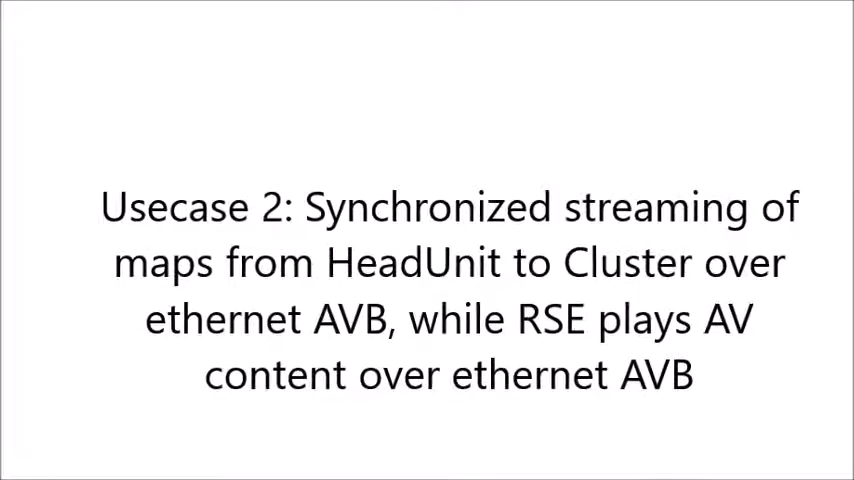 Usecase 2: Synchronized streaming of
maps from HeadUnit to Cluster over
ethernet AVB, while RSE plays AV
content over ethernet AVB